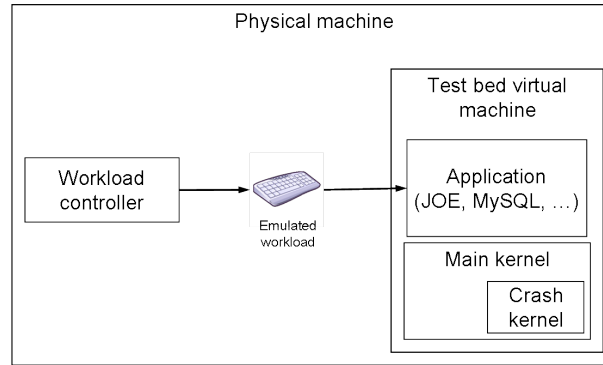 Physical machine
Test bed virtual
machine
Workload
controller
Emulated
workload
Application
(JOE, MySQL, ...)
Main kernel
Crash
kernel